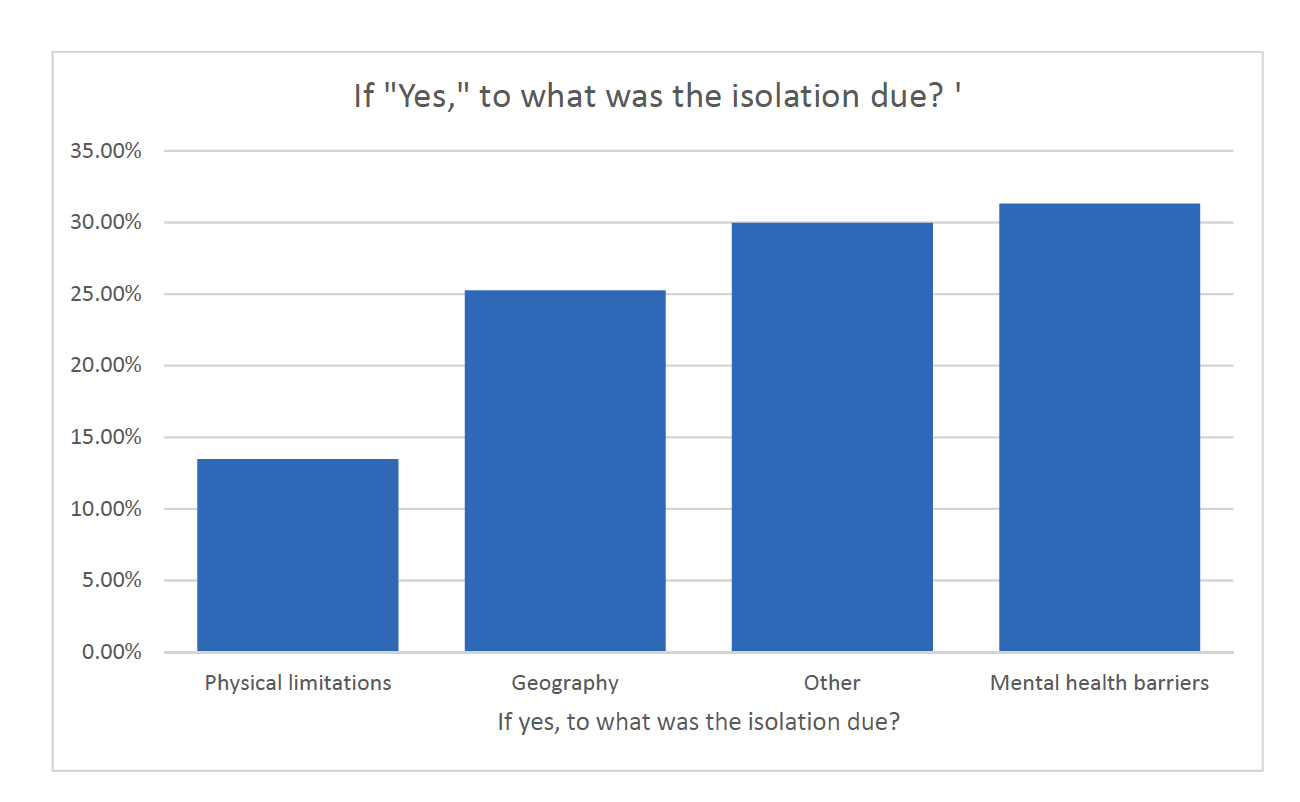 If "Yes," to what was the isolation due? '
35.00%
30.00%
25.00%
20.00%
15.00%
10.00%
5.00%
0.00%
Physical limitations
Geography
Other
Mental health barriers
If yes, to what was the isolation due?